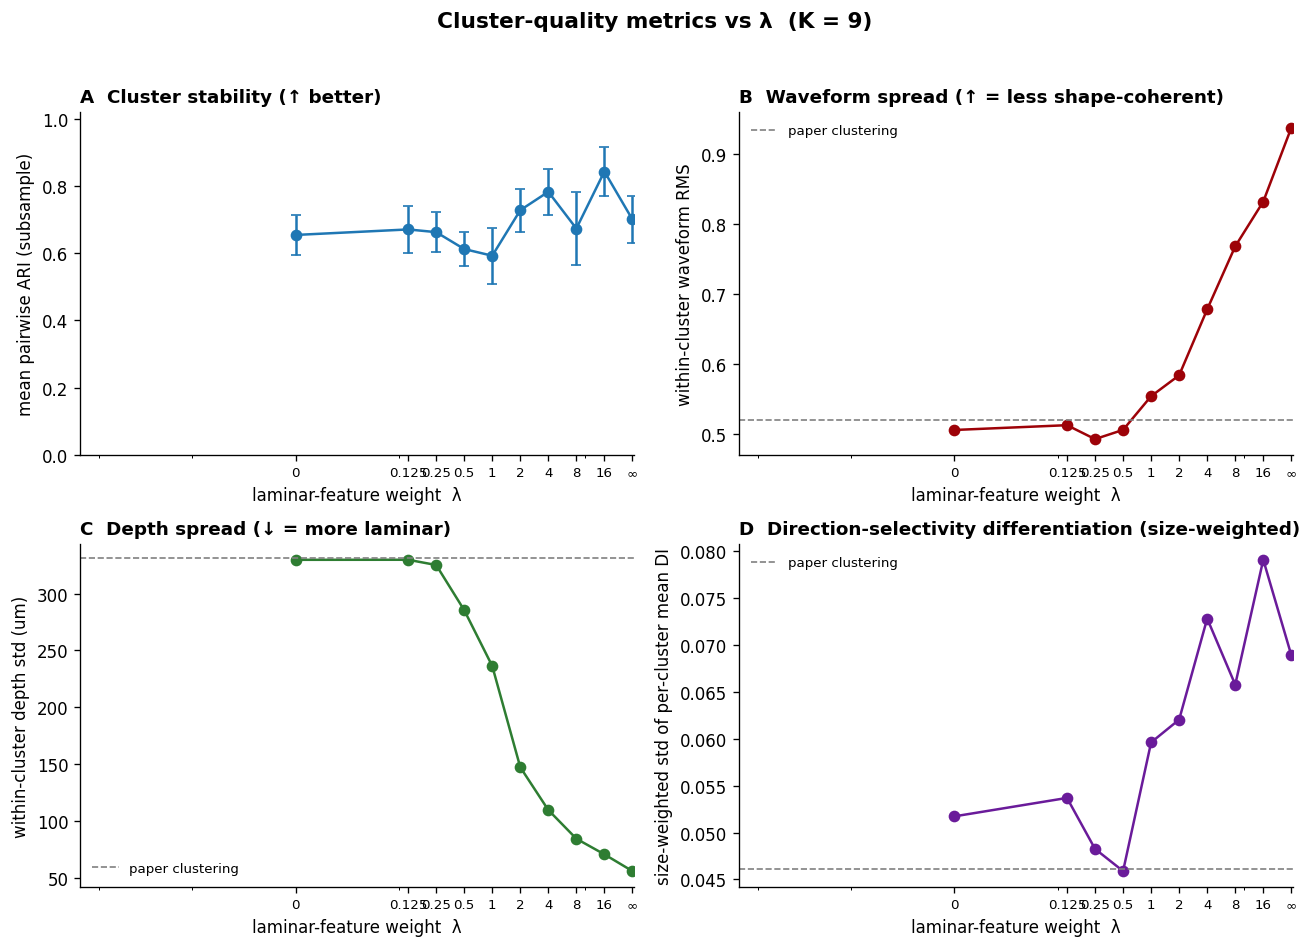 Cluster-quality metrics vs λ  (K = 9)
A  Cluster stability (↑ better)
mean pairwise ARI (subsample)
1.0
0.8
0.6
0.4
0.2
0.0
0 0.125 0.25 0.5 1 2 4 8 16 ∞
laminar-feature weight  λ
B  Waveform spread (↑ = less shape-coherent)
paper clustering
within-cluster waveform RMS
0.9
0.8
0.7
0.6
0.5
0 0.125 0.25 0.5 1 2 4 8 16 ∞
laminar-feature weight  λ
C  Depth spread (↓ = more laminar)
within-cluster depth std (um)
300
250
200
150
100
50
paper clustering
0 0.125 0.25 0.5 1 2 4 8 16 ∞
laminar-feature weight  λ
D  Direction-selectivity differentiation (size-weighted)
paper clustering
size-weighted std of per-cluster mean DI
0.080
0.075
0.070
0.065
0.060
0.055
0.050
0.045
0 0.125 0.25 0.5 1 2 4 8 16 ∞
laminar-feature weight  λ